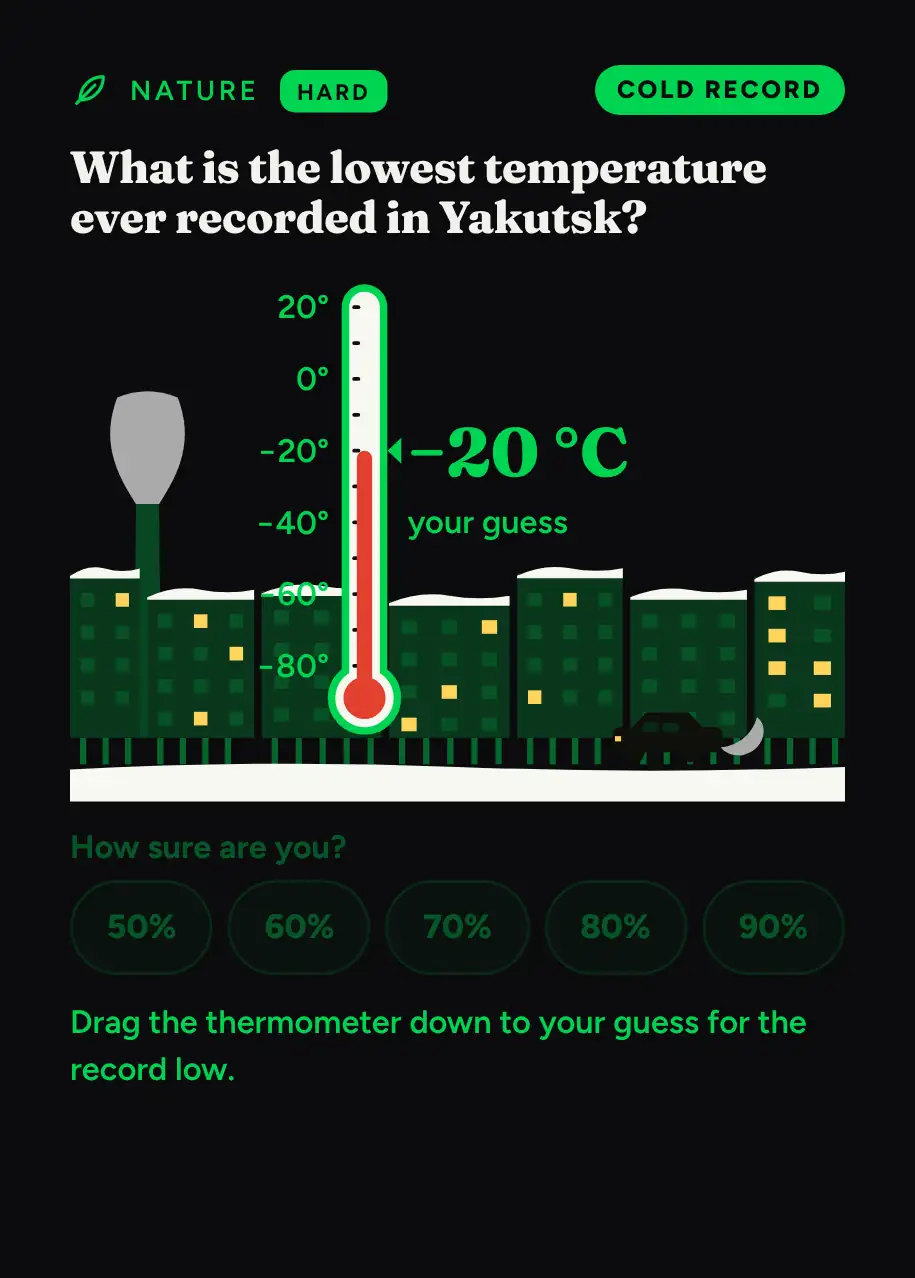 NATURE HARD COLD RECORD
What is the lowest temperature
ever recorded in Yakutsk?
20°
0°
−20° −20 °C
−40° your guess
−60°
−80°
How sure are you?
50% 60% 70% 80% 90%
Drag the thermometer down to your guess for the
record low.